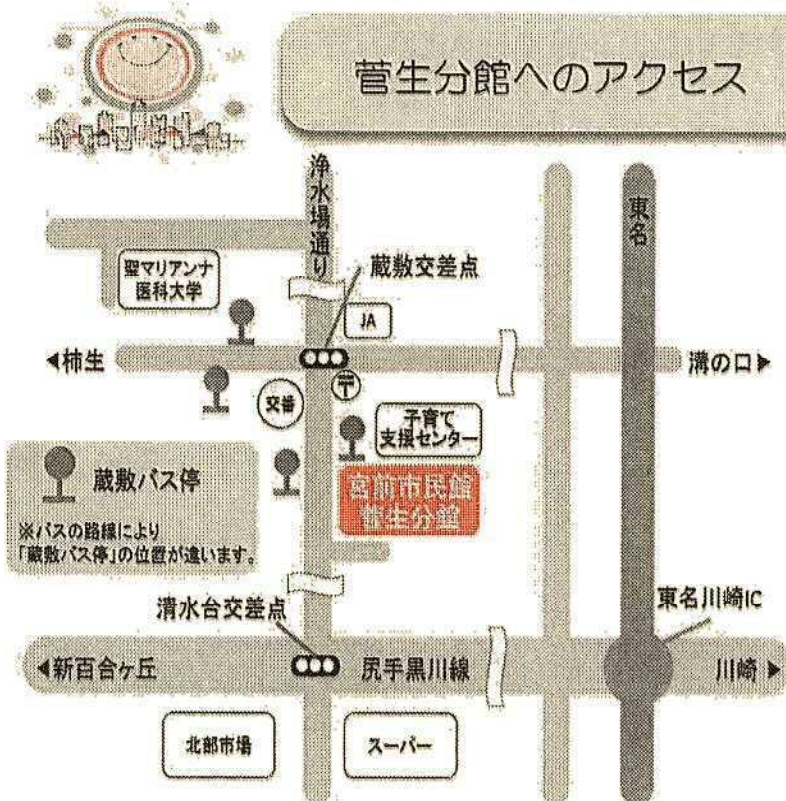 菅生分館へのアクセス
浄水場通り
東名
聖マリアンナ
医科大学
蔵敷交差点
JA
◀柿生
溝の口▶
〒
交番
子育て
支援センター
蔵敷バス停
宮前市民館
菅生分館
※バスの路線により
「蔵敷バス停」の位置が違います。
清水台交差点
東名川崎IC
◀新百合ヶ丘
尻手黒川線
川崎▶
北部市場
スーパー